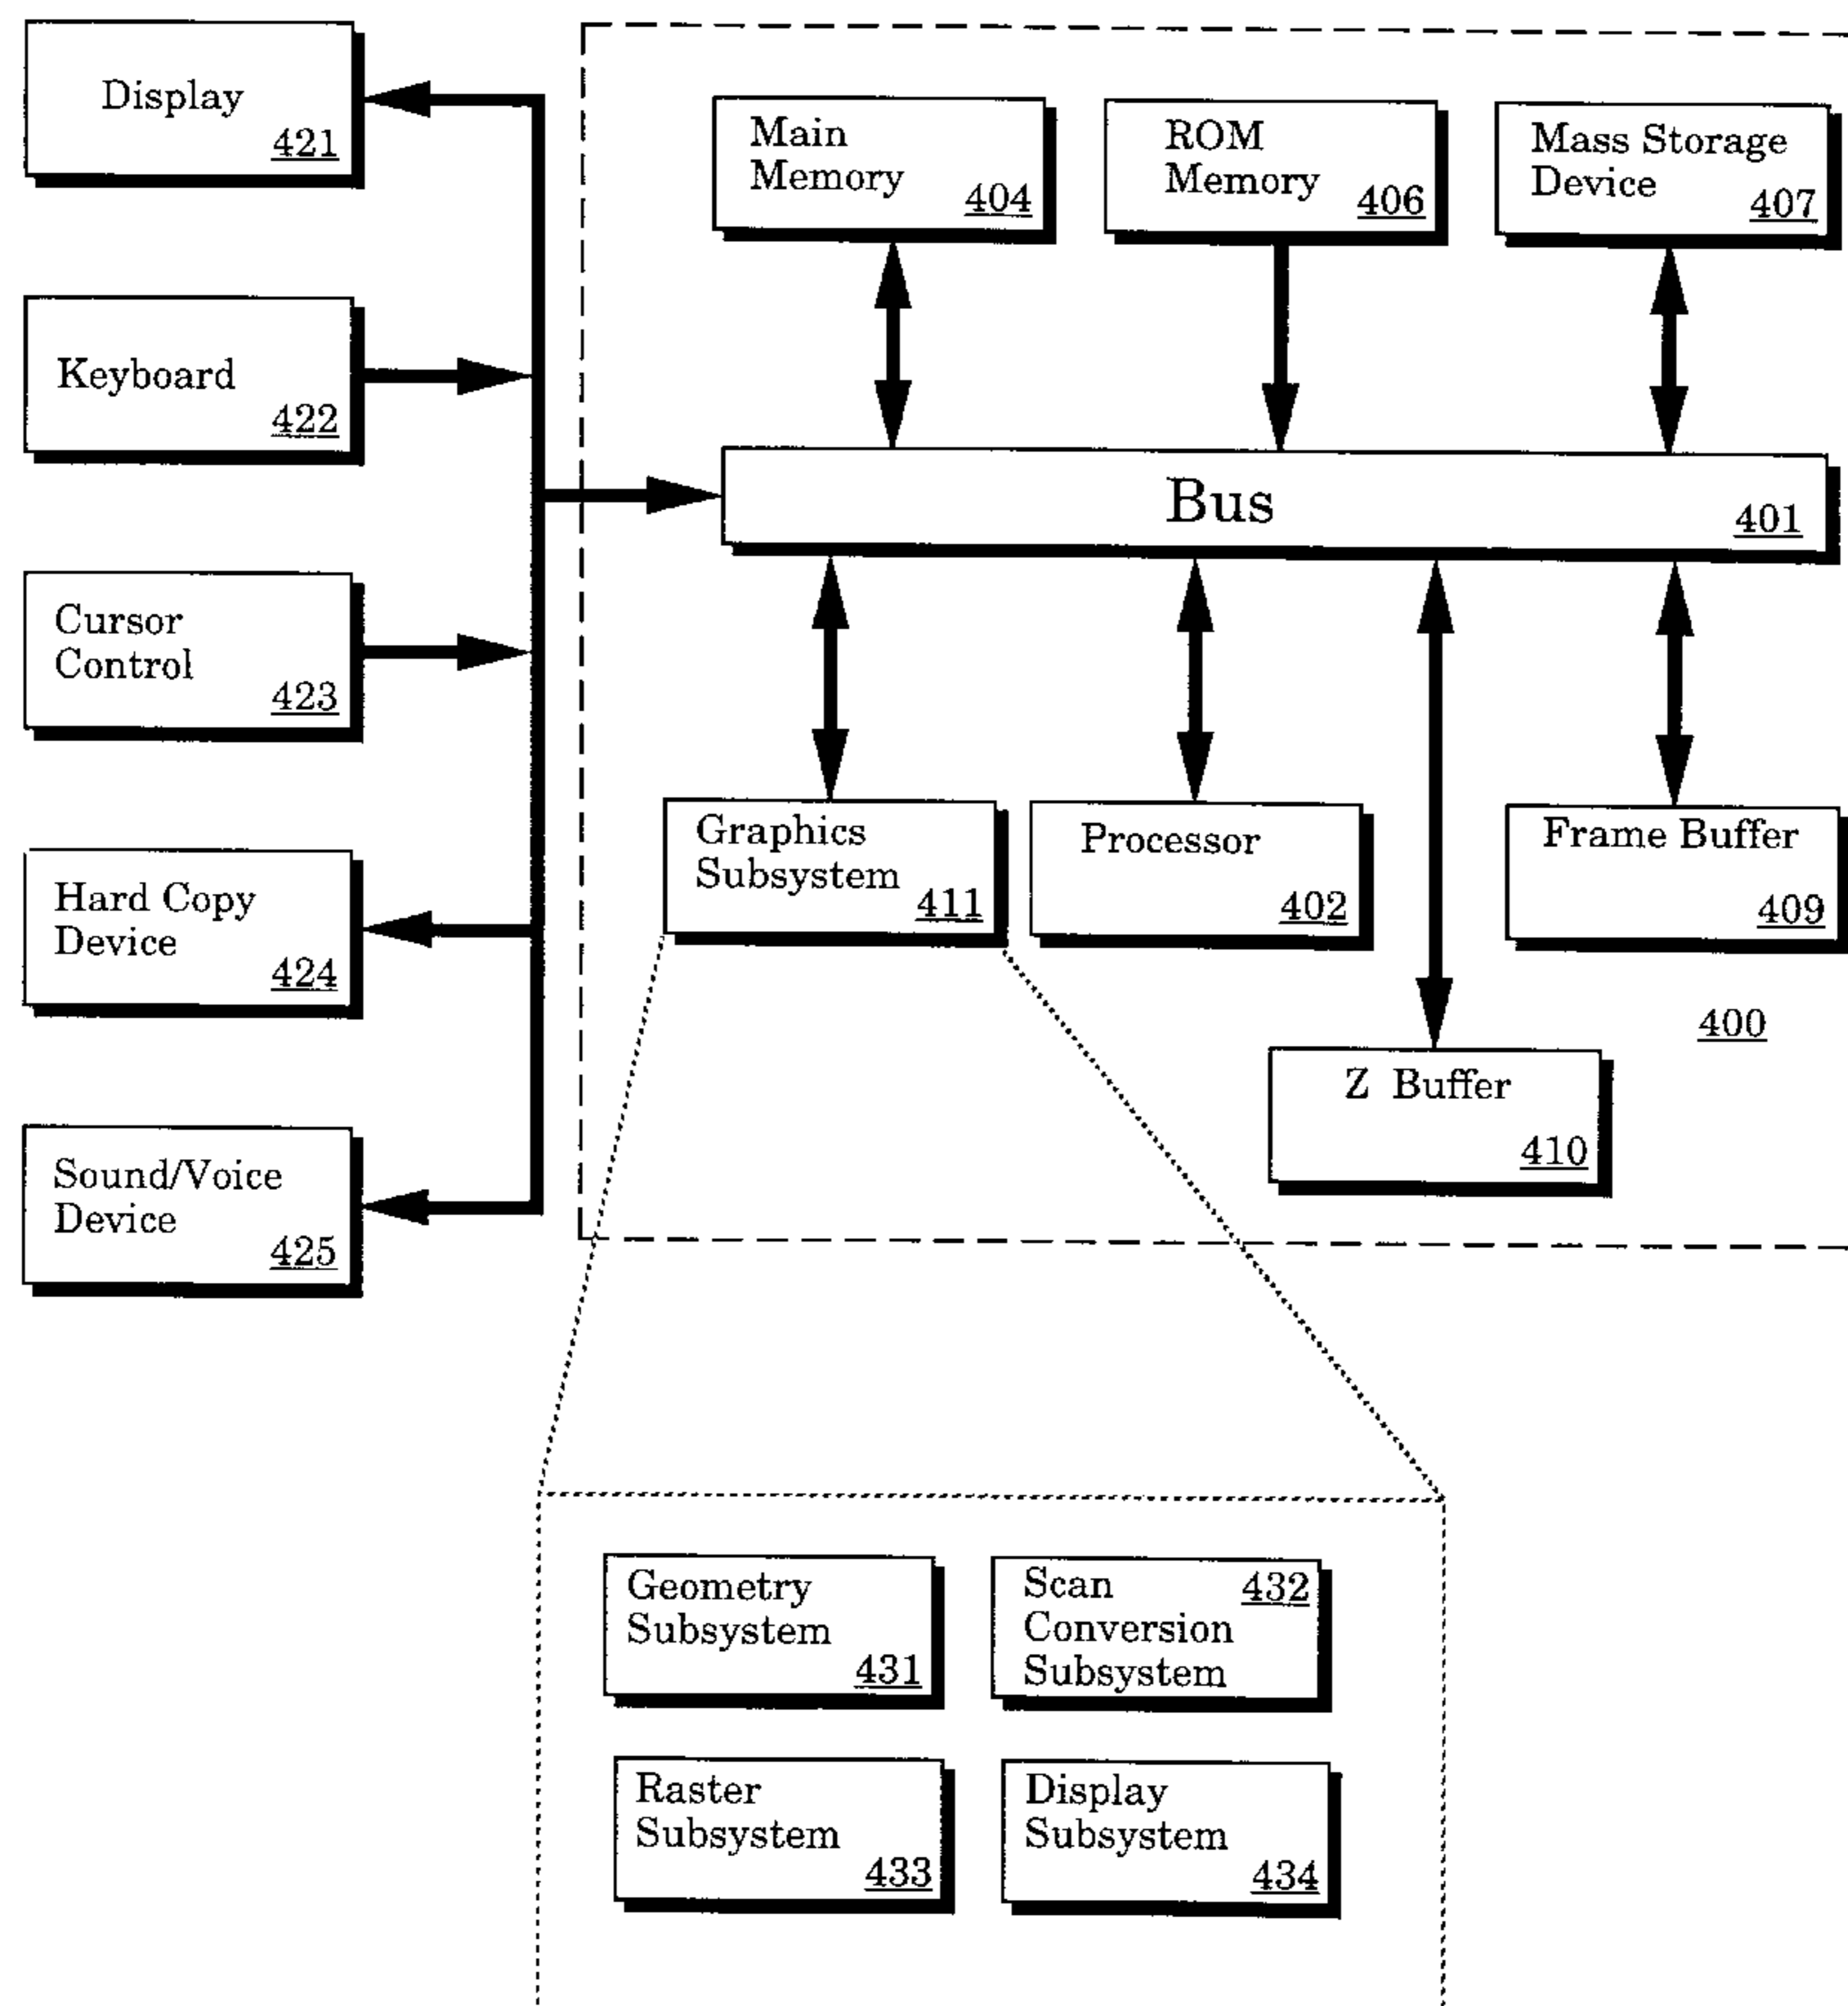 Display
421
Keyboard
422
Cursor
Control
423
Hard Copy
Device
424
Sound/Voice
Device
425
Main
Memory
404
ROM
Memory
406
Mass Storage
Device
407
Bus
401
Graphics
Subsystem
411
Processor
402
Frame Buffer
409
400
Z Buffer
410
Geometry
Subsystem
431
Scan
432
Conversion
Subsystem
Raster
Subsystem
433
Display
Subsystem
434